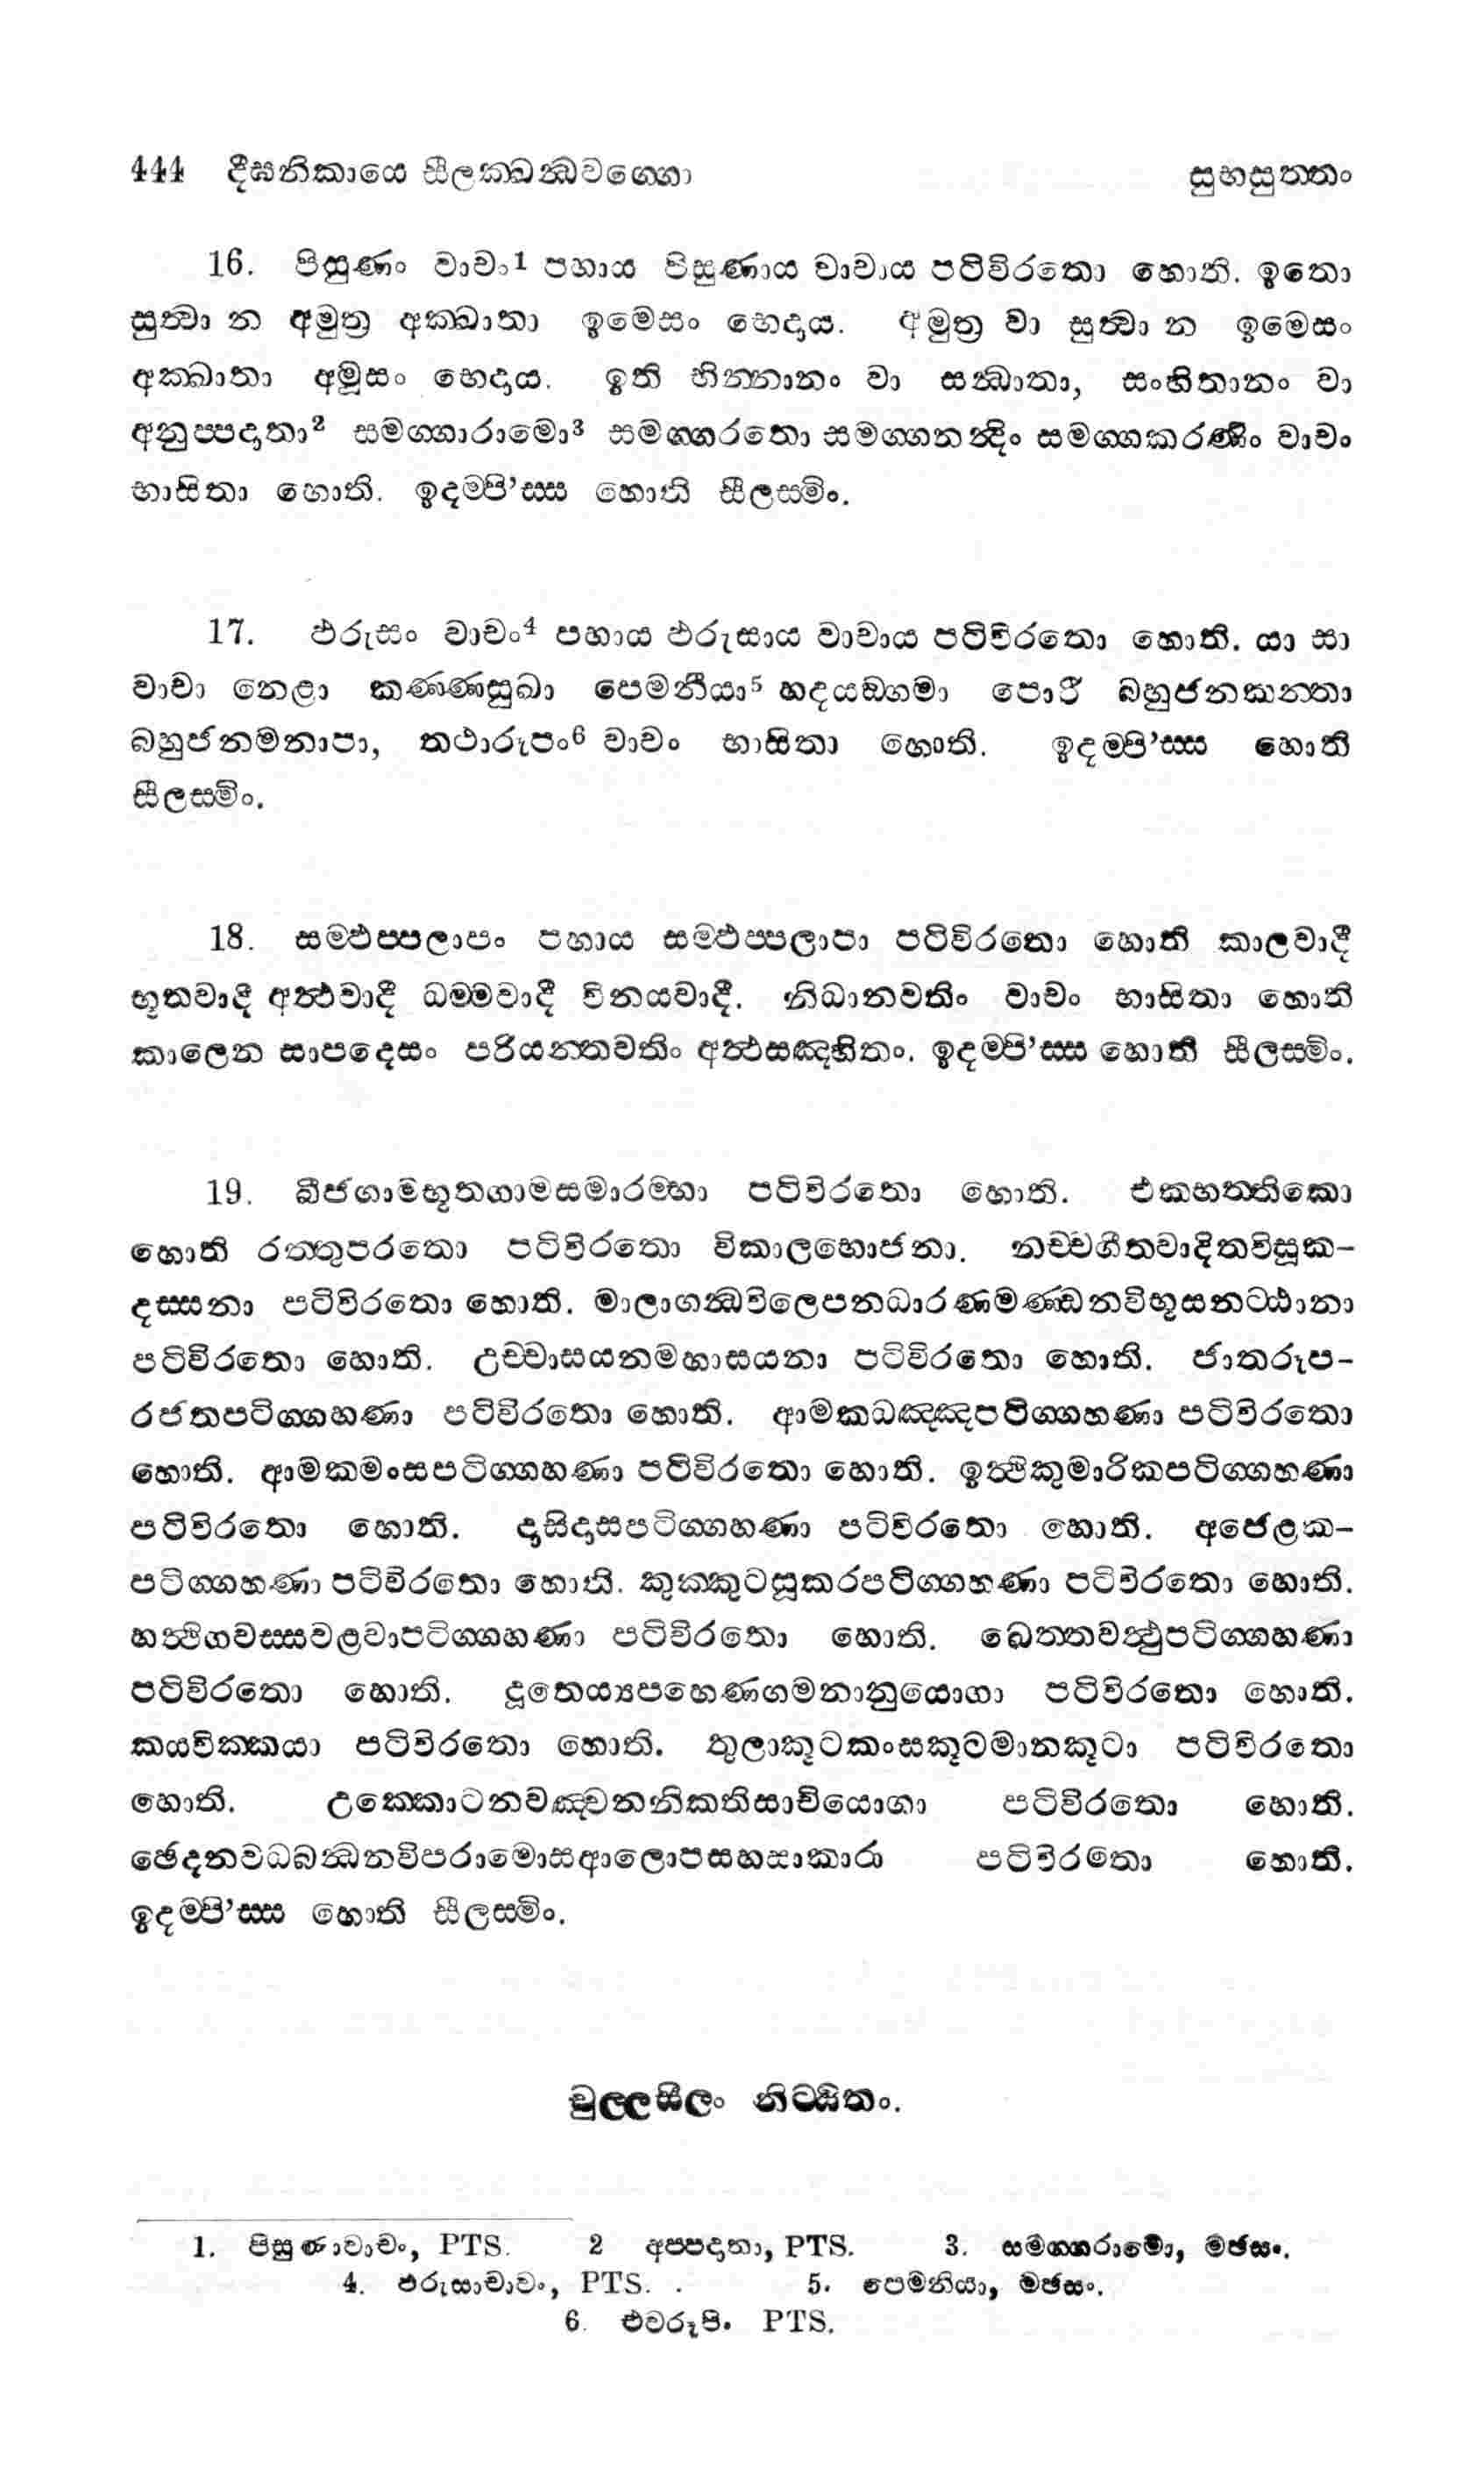 444 දීඝනිකායෙ සීලක්ඛන්ධවග්ගො සුභසුත්තං
16. පිසුණං වාචං1 පහාය පිසුණාය වාචාය පටිවිරතො හොති. ඉතො
සුත්වා න අමුත්‍ර අක්ඛාතා ඉමෙසං භෙදාය. අමුත්‍ර වා සුත්වා න ඉමෙසං
අක්ඛාතා අමූසං භෙදාය. ඉති භින්නානං වා සන්ධාතා, සංහිතානං වා
අනුප්පදාතා2 සමග්ගාරාමො3 සමග්ගරතො සමග්ගනන්දිං සමග්ගකරණිං වාචං
භාසිතා හොති. ඉදම්පි’ස්ස හොති සීලස්මිං.
17. ඵරුසං වාචං4 පහාය ඵරුසාය වාචාය පටිවිරතො හොති. යා සා
වාචා නෙළා කණ්ණසුඛා පෙමනීයා5 හදයඞ්ගමා පොරී බහුජනකන්තා
බහුජනමනාපා, තථාරූපං6 වාචං භාසිතා හොති. ඉදම්පි’ස්ස හොති
සීලස්මිං.
18. සම්ඵප්පලාපං පහාය සම්ඵප්පලාපා පටිවිරතො හොති කාලවාදී
භූතවාදී අත්ථවාදී ධම්මවාදී විනයවාදී. නිධානවතිං වාචං භාසිතා හොති
කාලෙන සාපදෙසං පරියන්තවතිං අත්ථසඤ්හිතං. ඉදම්පි’ස්ස හොති සීලස්මිං.
19. බීජගාමභූතගාමසමාරම්භා පටිවිරතො හොති. එකභත්තිකො
හොති රත්තුපරතො පටිවිරතො විකාලභොජනා. නච්චගීතවාදිතවිසූක-
දස්සනා පටිවිරතො හොති. මාලාගන්ධවිලෙපනධාරණමණ්ඩනවිභූසනට්ඨානා
පටිවිරතො හොති. උච්චාසයනමහාසයනා පටිවිරතො හොති. ජාතරූප-
රජතපටිග්ගහණා පටිවිරතො හොති. ආමකධඤ්ඤපටිග්ගහණා පටිවිරතො
හොති. ආමකමංසපටිග්ගහණා පටිවිරතො හොති. ඉත්ථිකුමාරිකපටිග්ගහණා
පටිවිරතො හොති. දාසිදාසපටිග්ගහණා පටිවිරතො හොති. අජෙළක-
පටිග්ගහණා පටිවිරතො හොති. කුක්කුටසූකරපටිග්ගහණා පටිවිරතො හොති.
හත්ථිගවස්සවළවාපටිග්ගහණා පටිවිරතො හොති. ඛෙත්තවත්ථුපටිග්ගහණා
පටිවිරතො හොති. දූතෙය්‍යපහෙණගමනානුයොගා පටිවිරතො හොති.
කයවික්කයා පටිවිරතො හොති. තුලාකූටකංසකූටමානකූටා පටිවිරතො
හොති. උක්කොටනවඤ්චනනිකතිසාචියොගා පටිවිරතො හොති.
ඡෙදනවධබන්ධනවිපරාමොසආලොපසහසාකාරා පටිවිරතො හොති.
ඉදම්පි’ස්ස හොති සීලස්මිං.
චුල්ලසීලං නිට්ඨිතං.
1. පිසුණාවාචං, PTS. 2 අප්පදාතා, PTS. 3. සමග්ගරාමො, මඡසං.
4. ඵරුසාචාචං, PTS. . 5. පෙමනියා, මඡසං.
6. එවරූපිං PTS.